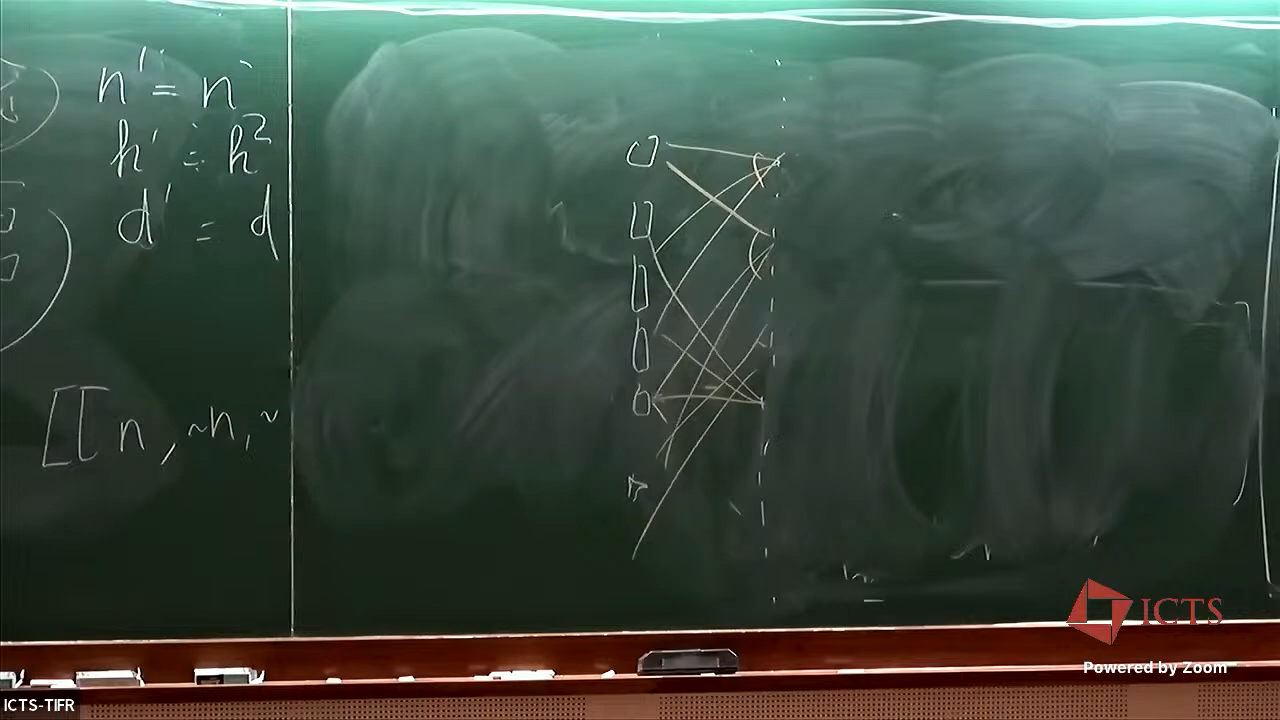 n' = n
h' = h²
d' = d
[[n, ~h, ~
ICTS
Powered by Zoom
ICTS-TIFR